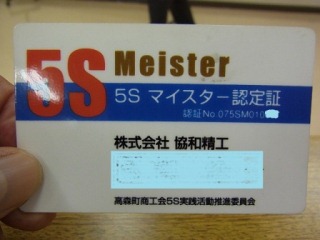 5S Meister
5S マイスター認定証
認証No.075SM010
株式会社 協和精工
高森町商工会5S実践活動推進委員会